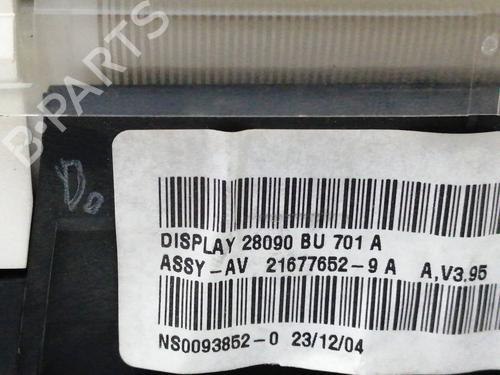 B-PARTS
Do
DISPLAY 28090 BU 701 A
ASSY-AV 21677652-9 A A,V3.95
NS0093852-0 23/12/04